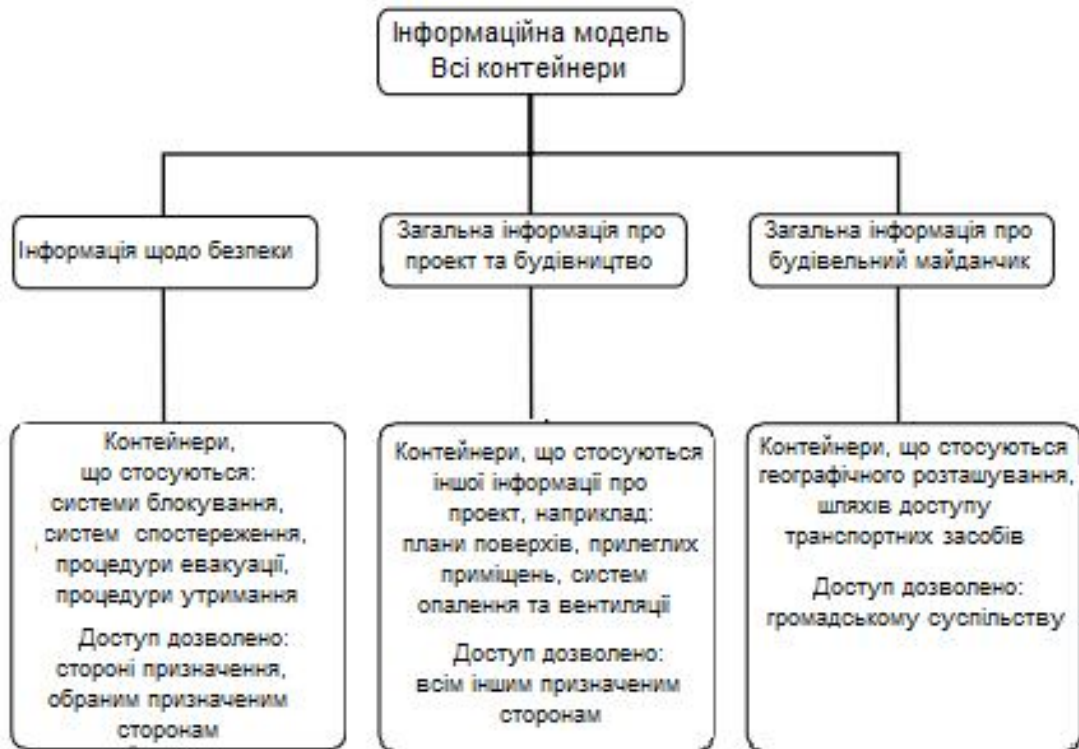 Інформаційна модель
Всі контейнери
Інформація щодо безпеки
Загальна інформація про
проект та будівництво
Загальна інформація про
будівельний майданчик
Контейнери,
що стосуються:
системи блокування,
систем спостереження,
процедури евакуації,
процедури утримання
Доступ дозволено:
стороні призначення,
обраним призначеним
сторонам
Контейнери, що стосуються
іншої інформації про
проект, наприклад:
плани поверхів, прилеглих
приміщень, систем
опалення та вентиляції
Доступ дозволено:
всім іншим призначеним
сторонам
Контейнери, що стосуються
географічного розташування,
шляхів доступу
транспортних засобів
Доступ дозволено:
громадському суспільству